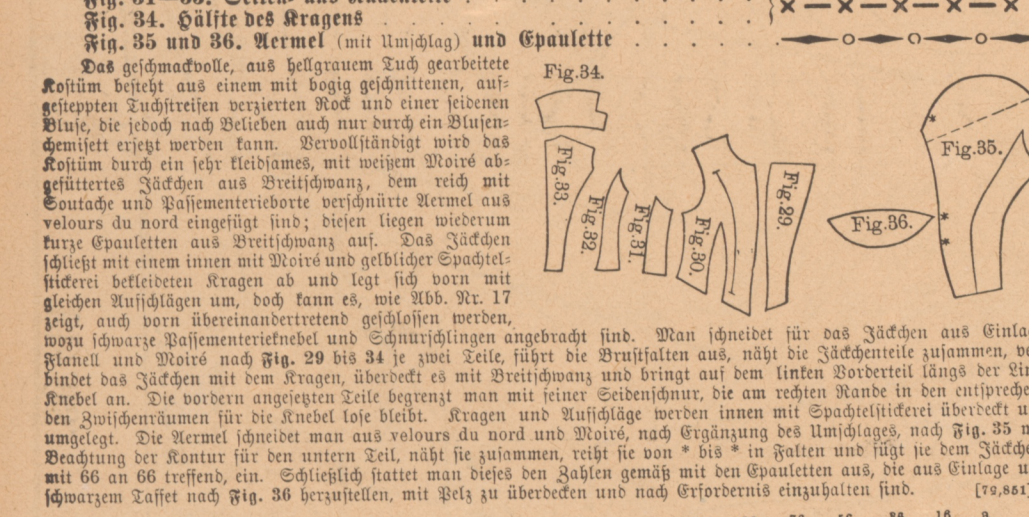 Fig. 34. Hälfte des Kragens
Fig. 35 und 36. Aermel (mit Umschlag) und Epaulette
Das geschmackvolle, aus hellgrauem Tuch gearbeitete
Kostüm besteht aus einem mit bogig geschnittenen, auf-
gesteppten Tuchstreifen verzierten Rock und einer seidenen
Bluse, die jedoch nach Belieben auch nur durch ein Blusen-
chemisett ersetzt werden kann. Vervollständigt wird das
Kostüm durch ein sehr kleidsames, mit weißem Moiré ab-
gefüttertes Jäckchen aus Breitschwanz, dem reich mit
Soutache und Passementerieborte verschnürte Aermel aus
velours du nord eingefügt sind; diesen liegen wiederum
kurze Epauletten aus Breitschwanz auf. Das Jäckchen
schließt mit einem innen mit Moiré und gelblicher Spachtel-
stickerei bekleideten Kragen ab und legt sich vorn mit
gleichen Aufschlägen um, doch kann es, wie Abb. Nr. 17
zeigt, auch vorn übereinandertretend geschlossen werden,
wozu schwarze Passementerieknebel und Schnurschlingen angebracht sind. Man schneidet für das Jäckchen aus Einla
Flanell und Moiré nach Fig. 29 bis 34 je zwei Teile, führt die Brustfalten aus, näht die Jäckchenteile zusammen, ve
bindet das Jäckchen mit dem Kragen, überdeckt es mit Breitschwanz und bringt auf dem linken Vorderteil längs der Lin
Knebel an. Die vordern angesetzten Teile begrenzt man mit feiner Seidenschnur, die am rechten Rande in den entspreche
den Zwischenräumen für die Knebel lose bleibt. Kragen und Aufschläge werden innen mit Spachtelstickerei überdeckt u
umgelegt. Die Aermel schneidet man aus velours du nord und Moiré, nach Ergänzung des Umschlages, nach Fig. 35 m
Beachtung der Kontur für den untern Teil, näht sie zusammen, reiht sie von * bis * in Falten und fügt sie dem Jäckche
mit 66 an 66 treffend, ein. Schließlich stattet man dieses den Zahlen gemäß mit den Epauletten aus, die aus Einlage u
schwarzem Taffet nach Fig. 36 herzustellen, mit Pelz zu überdecken und nach Erfordernis einzuhalten sind. [79,851]
Fig.34.
Fig.33.
Fig.32.
Fig.31.
Fig.30.
Fig.29.
Fig.36.
Fig.35.